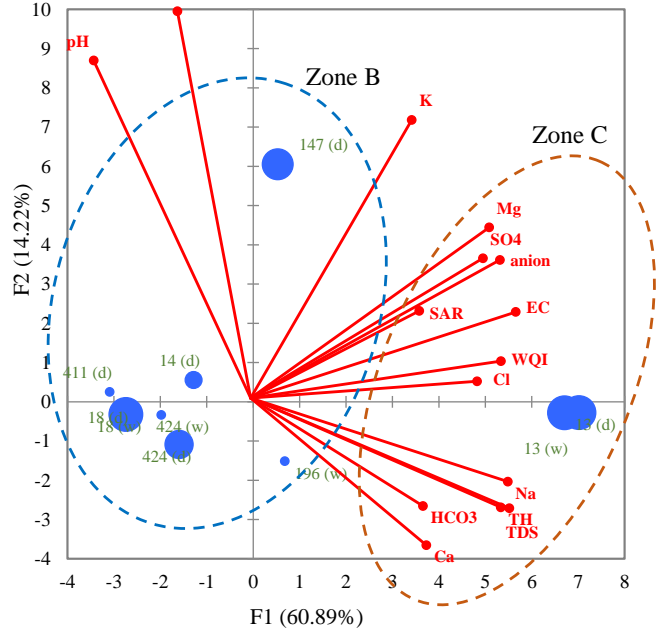 10
9
8
7
6
5
4
3
2
1
0
-1
-2
-3
-4
F2 (14.22%)
pH
Zone B
K
Zone C
147 (d)
Mg
SO4
anion
SAR
EC
WQI
Cl
411 (d)
14 (d)
424 (w)
424 (d)
196 (w)
13 (w)
Na
HCO3
TH
TDS
Ca
-4 -3 -2 -1 0 1 2 3 4 5 6 7 8
F1 (60.89%)